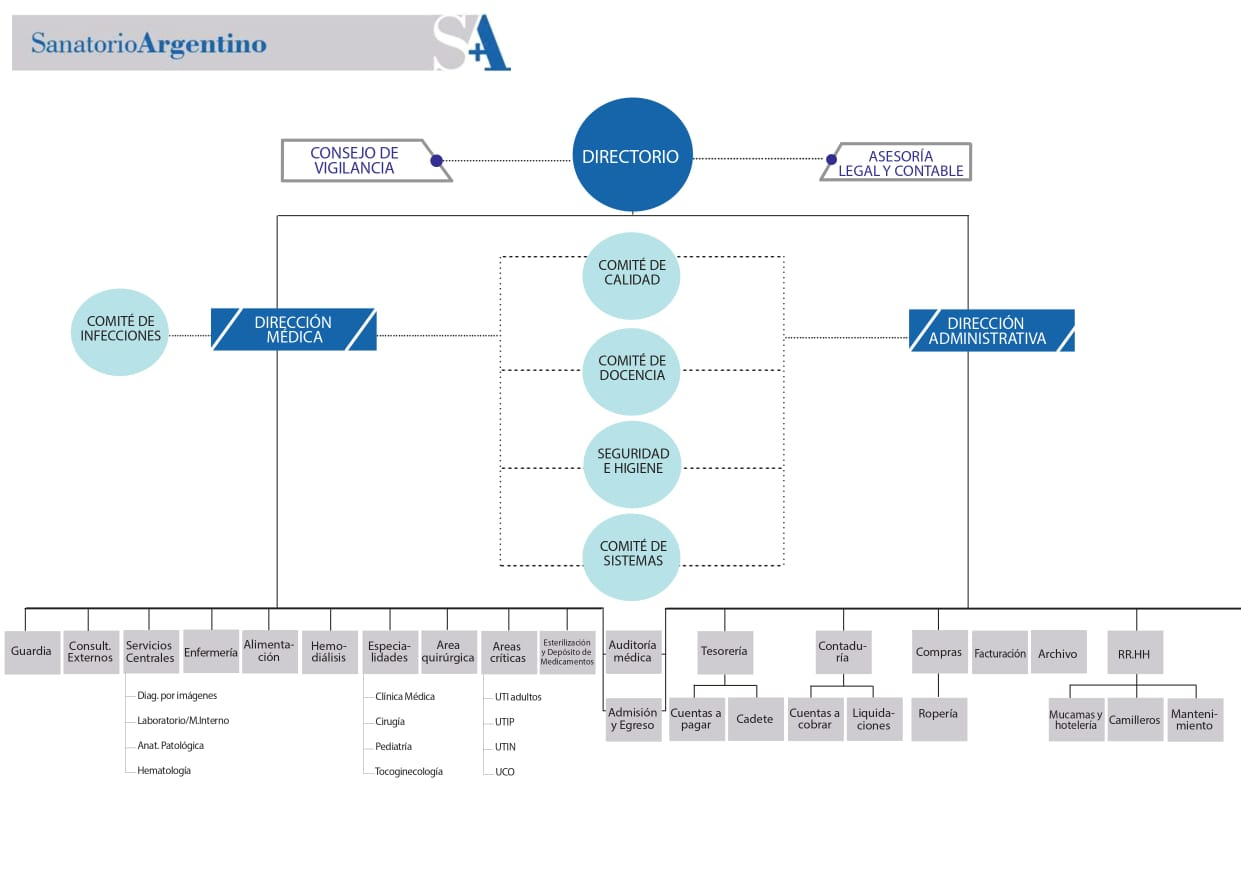 SanatorioArgentino
S+A
CONSEJO DE
VIGILANCIA
DIRECTORIO
ASESORÍA
LEGAL Y CONTABLE
COMITÉ DE
CALIDAD
COMITÉ DE
INFECCIONES
DIRECCIÓN
MÉDICA
DIRECCIÓN
ADMINISTRATIVA
COMITÉ DE
DOCENCIA
SEGURIDAD
E HIGIENE
COMITÉ DE
SISTEMAS
Guardia
Consult.
Externos
Servicios
Centrales
Enfermería
Alimenta-
ción
Hemo-
diálisis
Especia-
lidades
Area
quirúrgica
Areas
críticas
Esterilización
y Depósito de
Medicamentos
Auditoría
médica
Tesorería
Contadu-
ría
Compras
Facturación
Archivo
RR.HH
Diag. por imágenes
Laboratorio/M.Interno
Anat. Patológica
Hematología
Clínica Médica
Cirugía
Pediatría
Tocoginecología
UTI adultos
UTIP
UTIN
UCO
Admisión
y Egreso
Cuentas a
pagar
Cadete
Cuentas a
cobrar
Liquida-
ciones
Ropería
Mucamas y
hotelería
Camilleros
Manteni-
miento